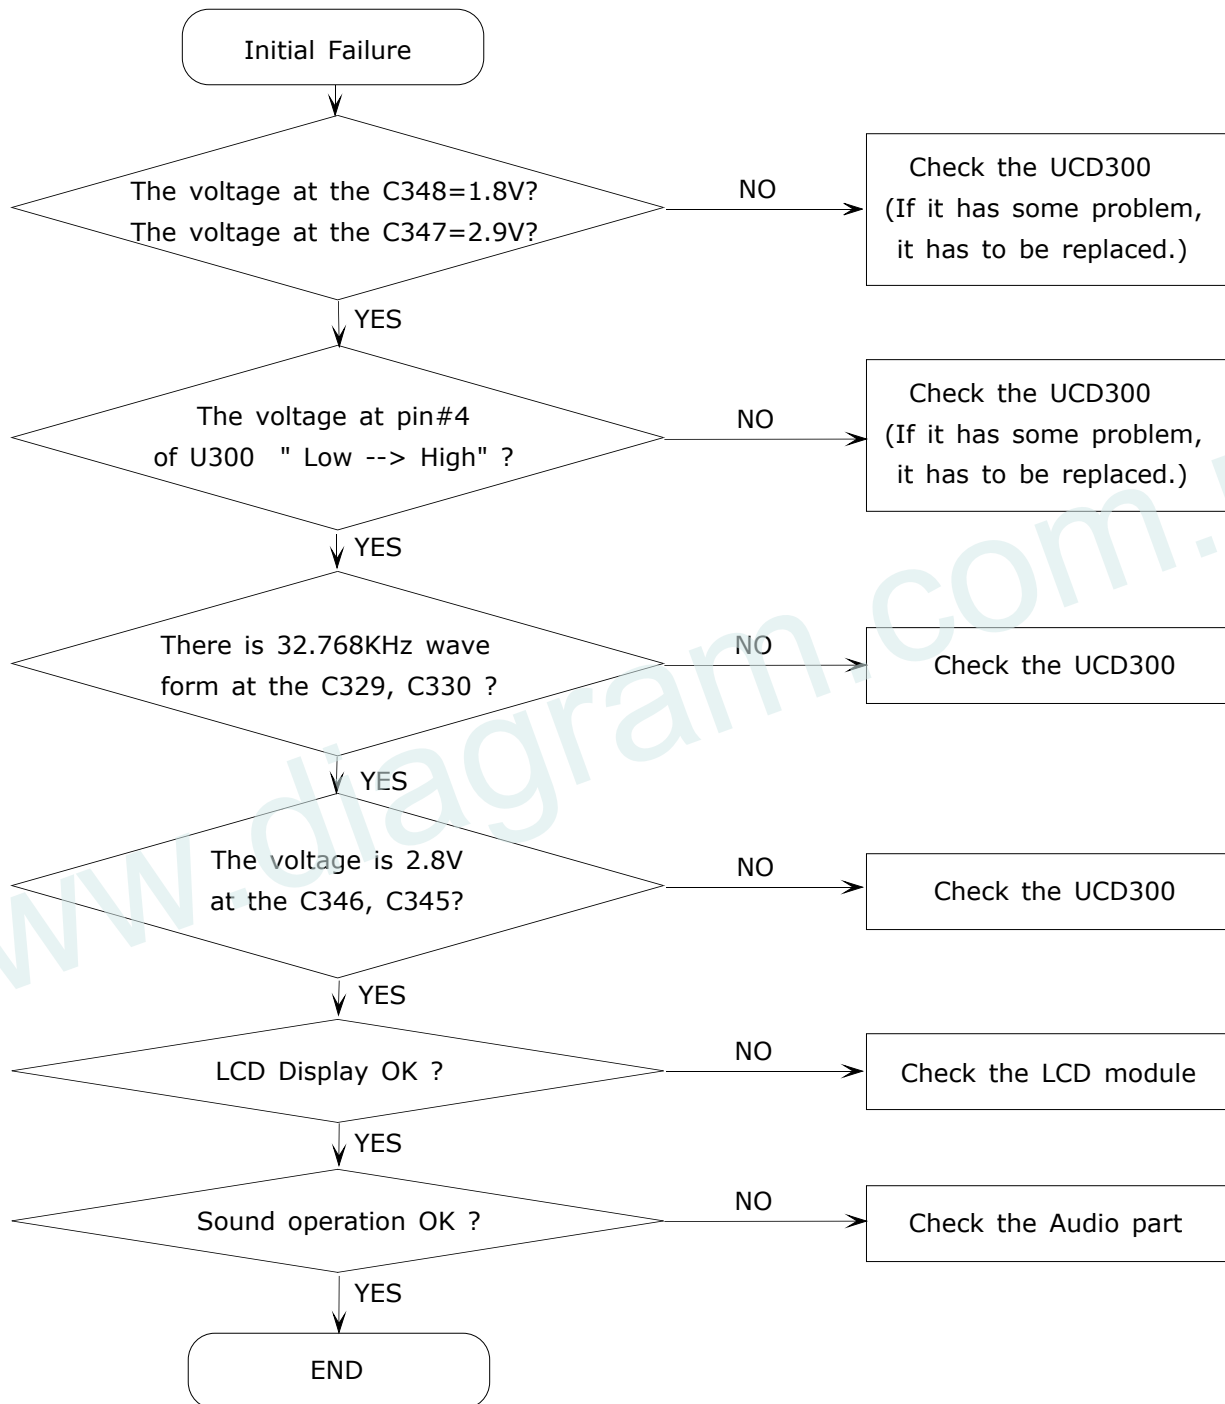 Initial Failure
The voltage at the C348=1.8V?
The voltage at the C347=2.9V?
NO
Check the UCD300
(If it has some problem,
it has to be replaced.)
YES
The voltage at pin#4
of U300 " Low --> High" ?
NO
Check the UCD300
(If it has some problem,
it has to be replaced.)
YES
There is 32.768KHz wave
form at the C329, C330 ?
NO
Check the UCD300
YES
The voltage is 2.8V
at the C346, C345?
NO
Check the UCD300
YES
LCD Display OK ?
NO
Check the LCD module
YES
Sound operation OK ?
NO
Check the Audio part
YES
END
ww.diagram.com.